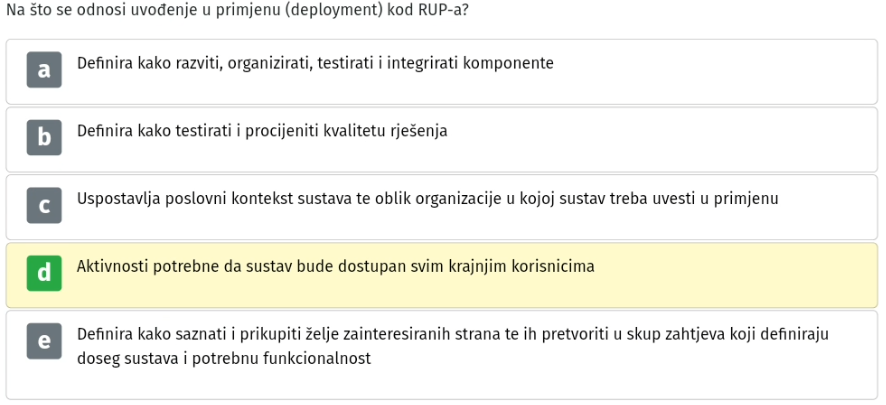 Na što se odnosi uvođenje u primjenu (deployment) kod RUP-a?
a Definira kako razviti, organizirati, testirati i integrirati komponente
b Definira kako testirati i procijeniti kvalitetu rješenja
c Uspostavlja poslovni kontekst sustava te oblik organizacije u kojoj sustav treba uvesti u primjenu
d Aktivnosti potrebne da sustav bude dostupan svim krajnjim korisnicima
e Definira kako saznati i prikupiti želje zainteresiranih strana te ih pretvoriti u skup zahtjeva koji definiraju
doseg sustava i potrebnu funkcionalnost